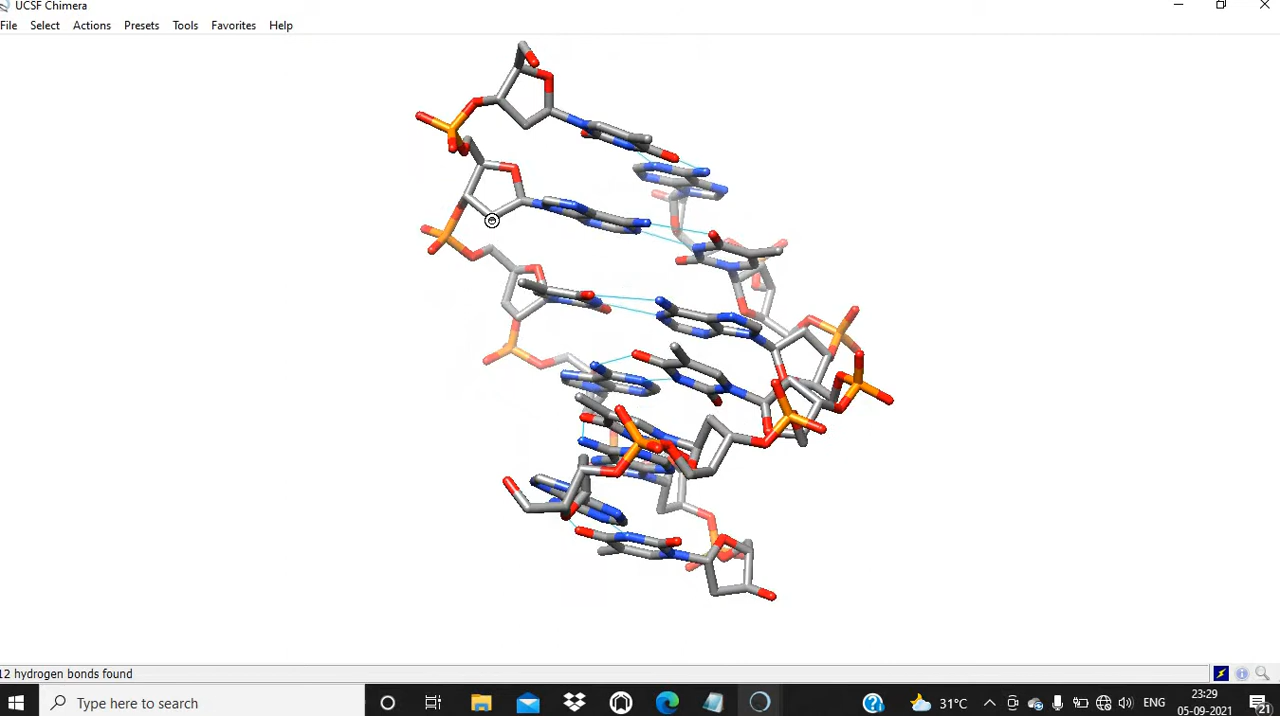 UCSF Chimera
File Select Actions Presets Tools Favorites Help
12 hydrogen bonds found
Type here to search
31°C
ENG
23:29
05-09-2021
21